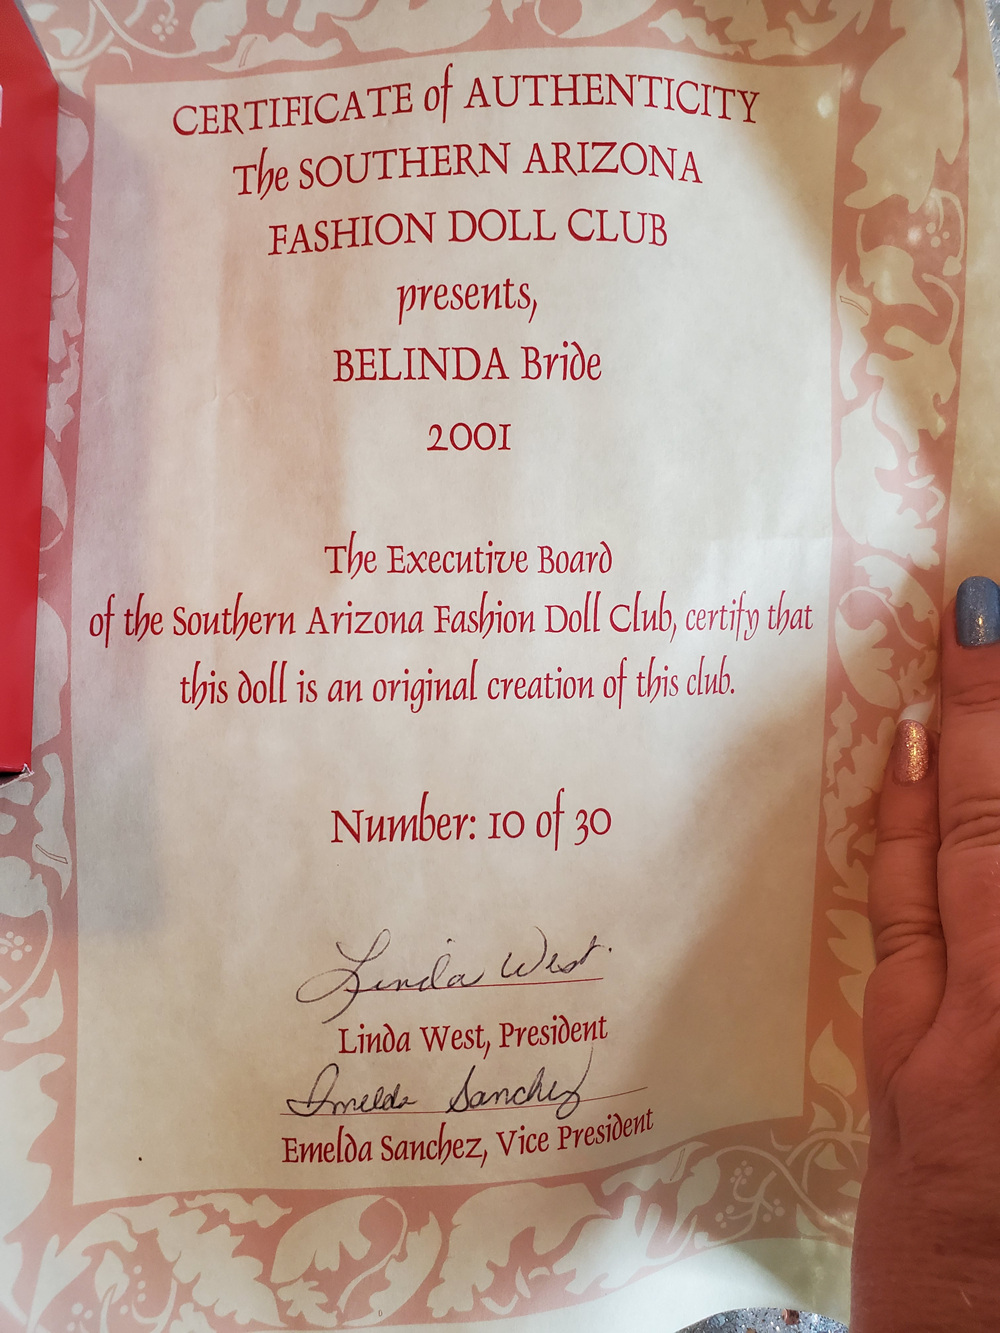 CERTIFICATE of AUTHENTICITY
The SOUTHERN ARIZONA
FASHION DOLL CLUB
presents,
BELINDA Bride
2001
The Executive Board
of the Southern Arizona Fashion Doll Club, certify that
this doll is an original creation of this club.
Number: 10 of 30
Linda West
Linda West, President
Imelda Sanchez
Emelda Sanchez, Vice President